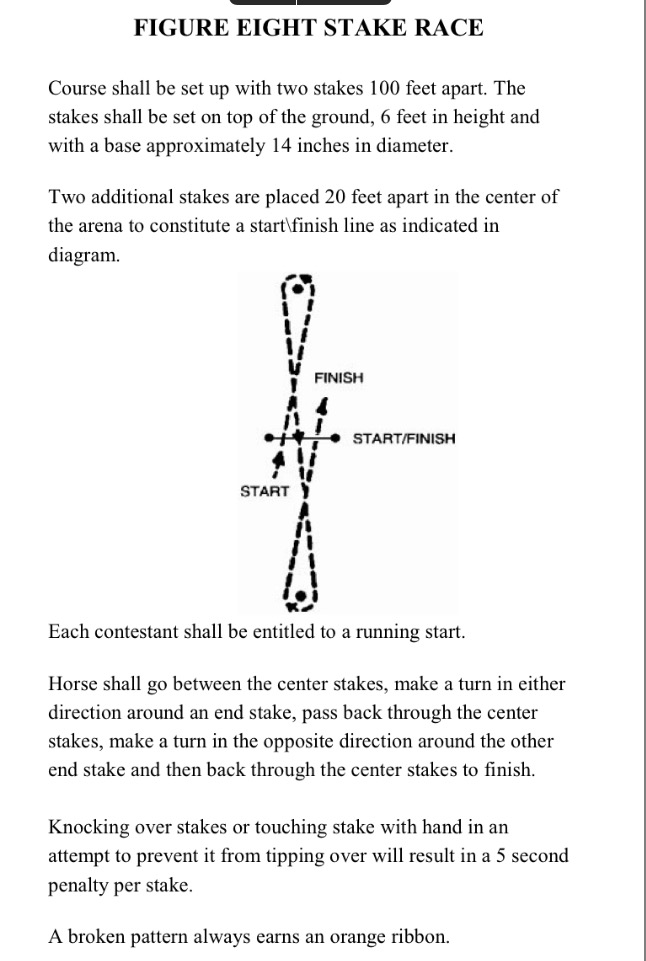 FIGURE EIGHT STAKE RACE
Course shall be set up with two stakes 100 feet apart. The
stakes shall be set on top of the ground, 6 feet in height and
with a base approximately 14 inches in diameter.
Two additional stakes are placed 20 feet apart in the center of
the arena to constitute a start\finish line as indicated in
diagram.
FINISH
START/FINISH
START
Each contestant shall be entitled to a running start.
Horse shall go between the center stakes, make a turn in either
direction around an end stake, pass back through the center
stakes, make a turn in the opposite direction around the other
end stake and then back through the center stakes to finish.
Knocking over stakes or touching stake with hand in an
attempt to prevent it from tipping over will result in a 5 second
penalty per stake.
A broken pattern always earns an orange ribbon.